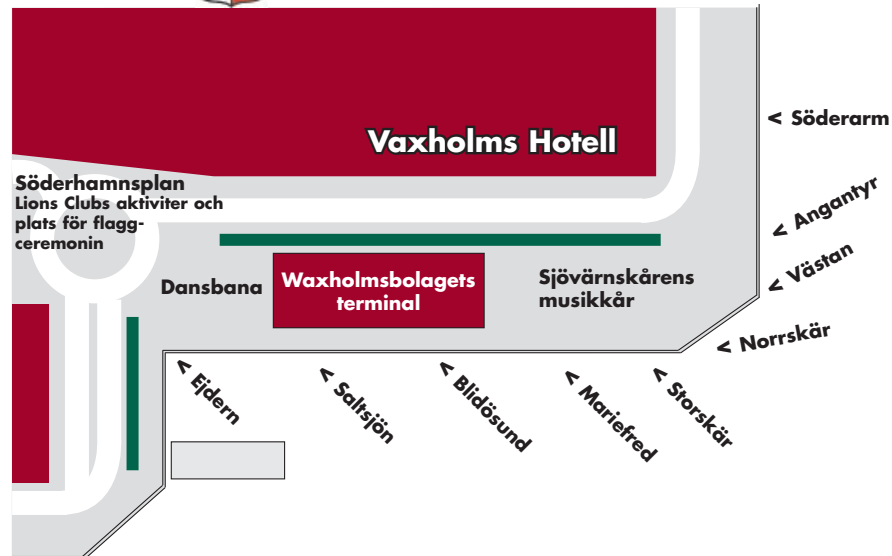 Vaxholms Hotell
< Söderarm
Söderhamnsplan
Lions Clubs aktiviter och
plats för flagg-
ceremonin
< Angantyr
< Västan
Dansbana
Waxholmsbolagets
terminal
Sjövärnskårens
musikkår
< Norrskär
< Ejdern
< Saltsjön
< Blidösund
< Mariefred
< Storskär